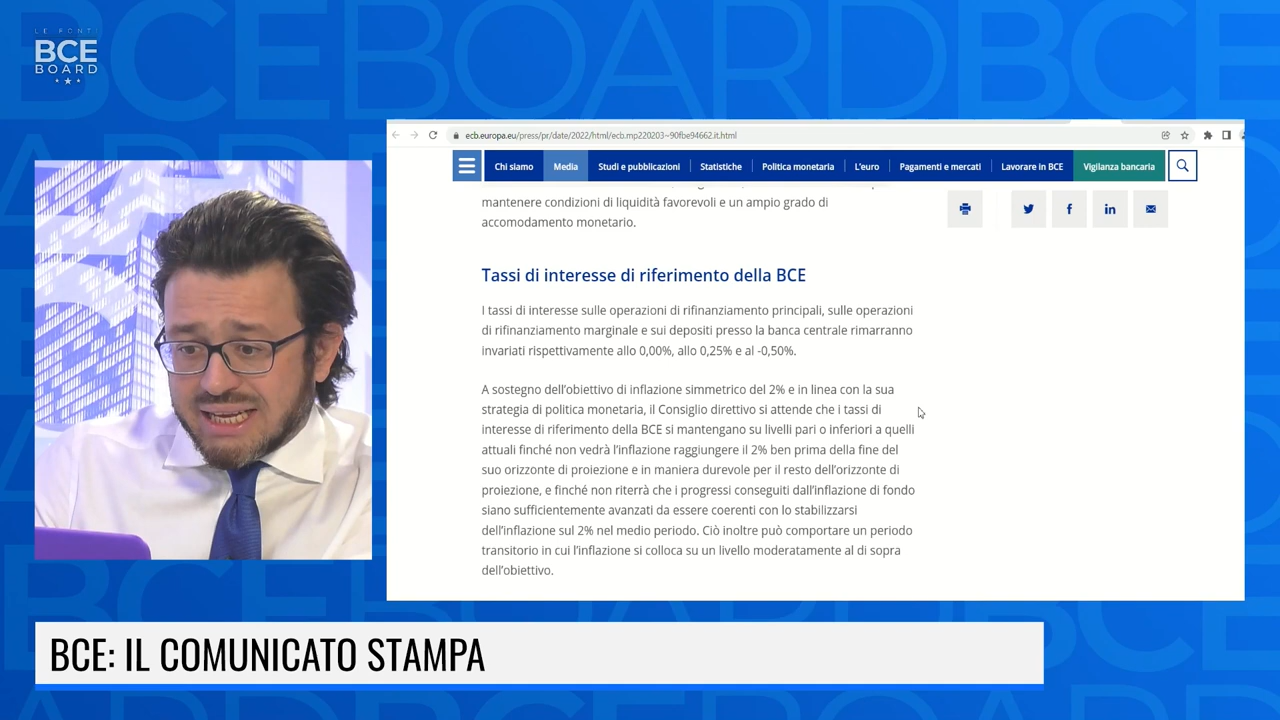 LE FONTI
BCE
BOARD
ecb.europa.eu/press/pr/date/2022/html/ecb.mp220203~90fbe94662.it.html
Chi siamo
Media
Studi e pubblicazioni
Statistiche
Politica monetaria
L'euro
Pagamenti e mercati
Lavorare in BCE
Vigilanza bancaria
mantenere condizioni di liquidità favorevoli e un ampio grado di
accomodamento monetario.
Tassi di interesse di riferimento della BCE
I tassi di interesse sulle operazioni di rifinanziamento principali, sulle operazioni
di rifinanziamento marginale e sui depositi presso la banca centrale rimarranno
invariati rispettivamente allo 0,00%, allo 0,25% e al -0,50%.
A sostegno dell'obiettivo di inflazione simmetrico del 2% e in linea con la sua
strategia di politica monetaria, il Consiglio direttivo si attende che i tassi di
interesse di riferimento della BCE si mantengano su livelli pari o inferiori a quelli
attuali finché non vedrà l'inflazione raggiungere il 2% ben prima della fine del
suo orizzonte di proiezione e in maniera durevole per il resto dell'orizzonte di
proiezione, e finché non riterrà che i progressi conseguiti dall'inflazione di fondo
siano sufficientemente avanzati da essere coerenti con lo stabilizzarsi
dell'inflazione sul 2% nel medio periodo. Ciò inoltre può comportare un periodo
transitorio in cui l'inflazione si colloca su un livello moderatamente al di sopra
dell'obiettivo.
BCE: IL COMUNICATO STAMPA